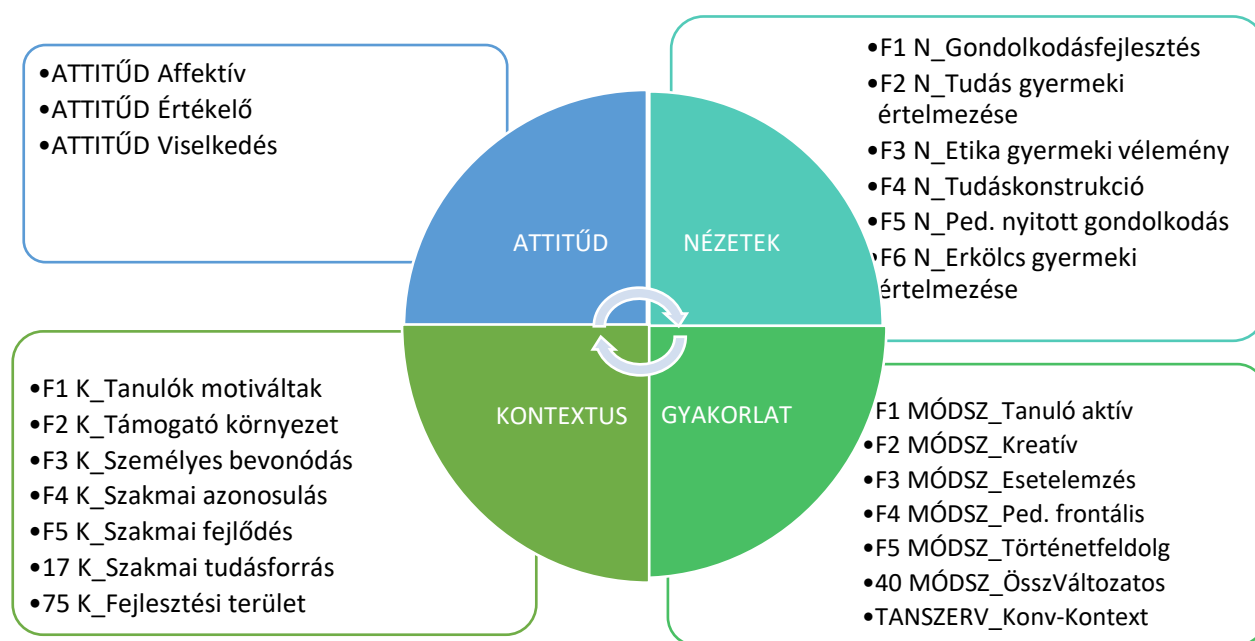 •ATTITŰD Affektív
•ATTITŰD Értékelő
•ATTITŰD Viselkedés
•F1 N_Gondolkodásfejlesztés
•F2 N_Tudás gyermeki
értelmezése
•F3 N_Etika gyermeki vélemény
•F4 N_Tudáskonstrukció
•F5 N_Ped. nyitott gondolkodás
•F6 N_Erkölcs gyermeki
értelmezése
ATTITŰD
NÉZETEK
KONTEXTUS
GYAKORLAT
•F1 K_Tanulók motiváltak
•F2 K_Támogató környezet
•F3 K_Személyes bevonódás
•F4 K_Szakmai azonosulás
•F5 K_Szakmai fejlődés
•17 K_Szakmai tudásforrás
•75 K_Fejlesztési terület
F1 MÓDSZ_Tanuló aktív
•F2 MÓDSZ_Kreatív
•F3 MÓDSZ_Esetelemzés
•F4 MÓDSZ_Ped. frontális
•F5 MÓDSZ_Történetfeldolg
•40 MÓDSZ_ÖsszVáltozatos
•TANSZERV_Konv-Kontext